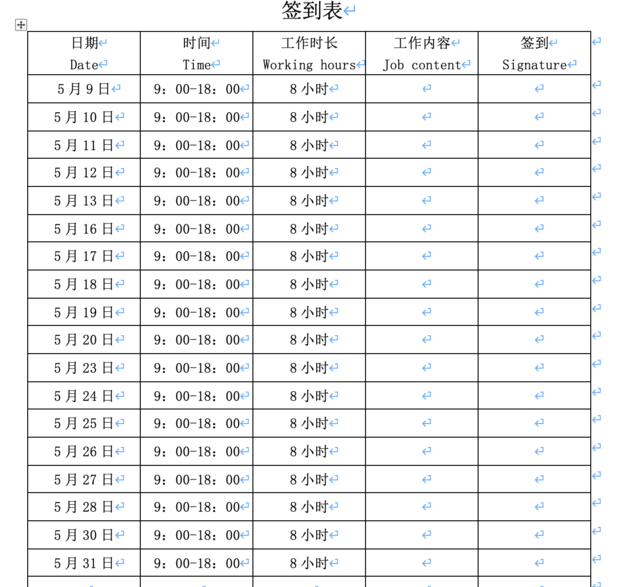 签到表
日期 时间 工作时长 工作内容 签到
Date Time Working hours Job content Signature
5 月 9 日 9：00-18：00 8 小时
5 月 10 日 9：00-18：00 8 小时
5 月 11 日 9：00-18：00 8 小时
5 月 12 日 9：00-18：00 8 小时
5 月 13 日 9：00-18：00 8 小时
5 月 16 日 9：00-18：00 8 小时
5 月 17 日 9：00-18：00 8 小时
5 月 18 日 9：00-18：00 8 小时
5 月 19 日 9：00-18：00 8 小时
5 月 20 日 9：00-18：00 8 小时
5 月 23 日 9：00-18：00 8 小时
5 月 24 日 9：00-18：00 8 小时
5 月 25 日 9：00-18：00 8 小时
5 月 26 日 9：00-18：00 8 小时
5 月 27 日 9：00-18：00 8 小时
5 月 28 日 9：00-18：00 8 小时
5 月 30 日 9：00-18：00 8 小时
5 月 31 日 9：00-18：00 8 小时